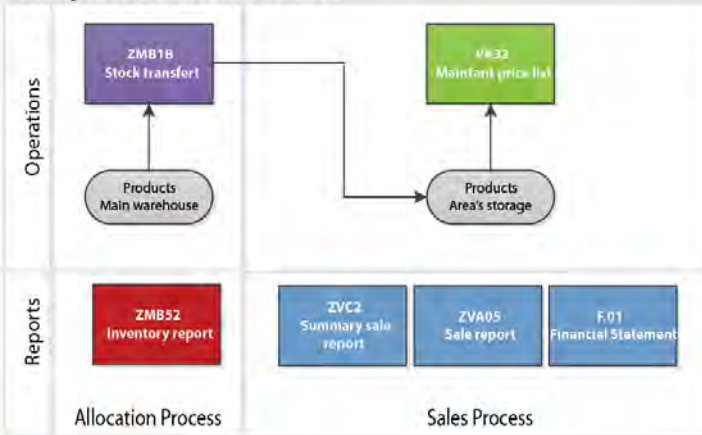 Operations
ZMB1B
Stock transfert
VK32
Maintant price list
Products
Main warehouse
Products
Area's storage
Reports
ZMB52
Inventory report
ZVC2
Summary sale
report
ZVA05
Sale report
F.01
Financial Statement
Allocation Process
Sales Process